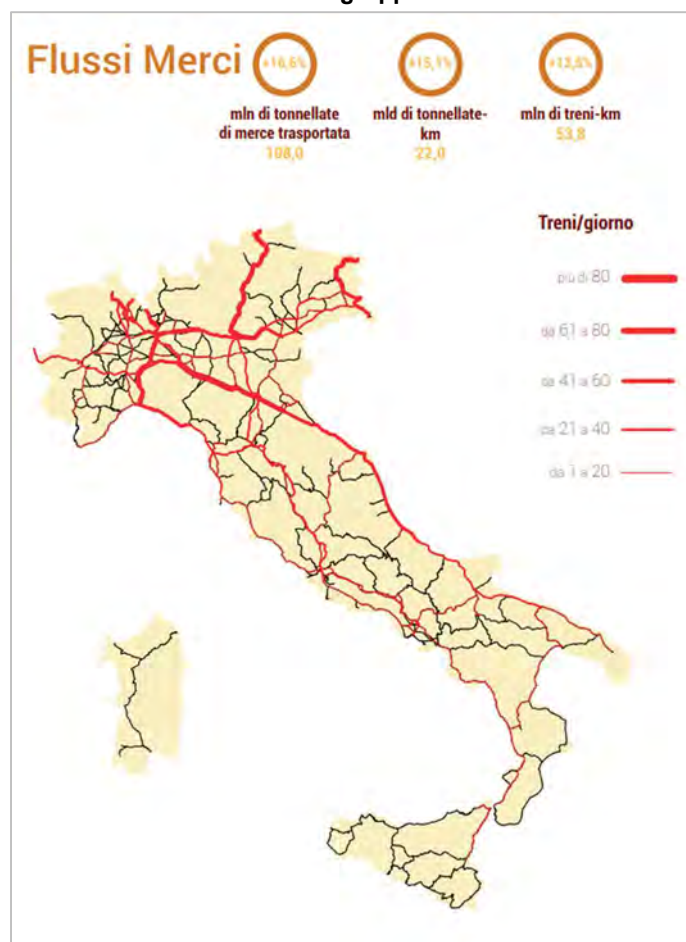 Flussi Merci
+16,6%
+15,1%
mln di tonnellate
di merce trasportata
108,0
mld di tonnellate-
km
22,0
mln di treni-km
53,8
Treni/giorno
più di 80
da 61 a 80
da 41 a 60
da 21 a 40
da 1 a 20